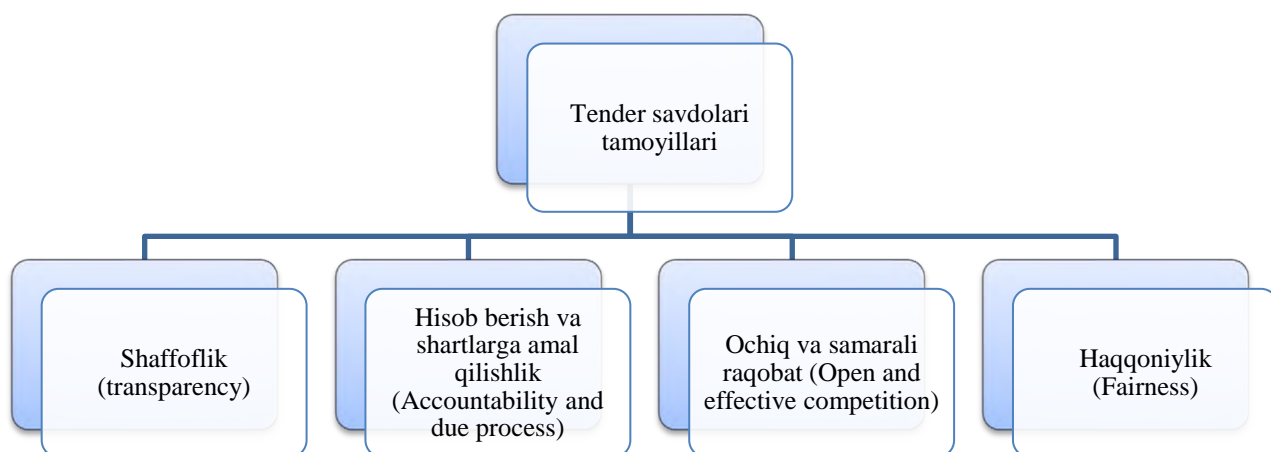 Tender savdolari
tamoyillari
Shaffoflik
(transparency)
Hisob berish va
shartlarga amal
qilishlik
(Accountability and
due process)
Ochiq va samarali
raqobat (Open and
effective competition)
Haqqoniylik
(Fairness)